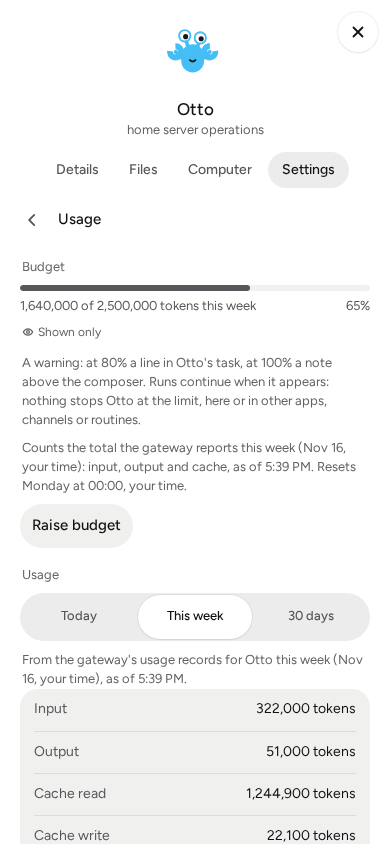 Otto
home server operations
Details Files Computer Settings
Usage
Budget
1,640,000 of 2,500,000 tokens this week 65%
Shown only
A warning: at 80% a line in Otto's task, at 100% a note
above the composer. Runs continue when it appears:
nothing stops Otto at the limit, here or in other apps,
channels or routines.
Counts the total the gateway reports this week (Nov 16,
your time): input, output and cache, as of 5:39 PM. Resets
Monday at 00:00, your time.
Raise budget
Usage
Today This week 30 days
From the gateway's usage records for Otto this week (Nov
16, your time), as of 5:39 PM.
Input 322,000 tokens
Output 51,000 tokens
Cache read 1,244,900 tokens
Cache write 22,100 tokens